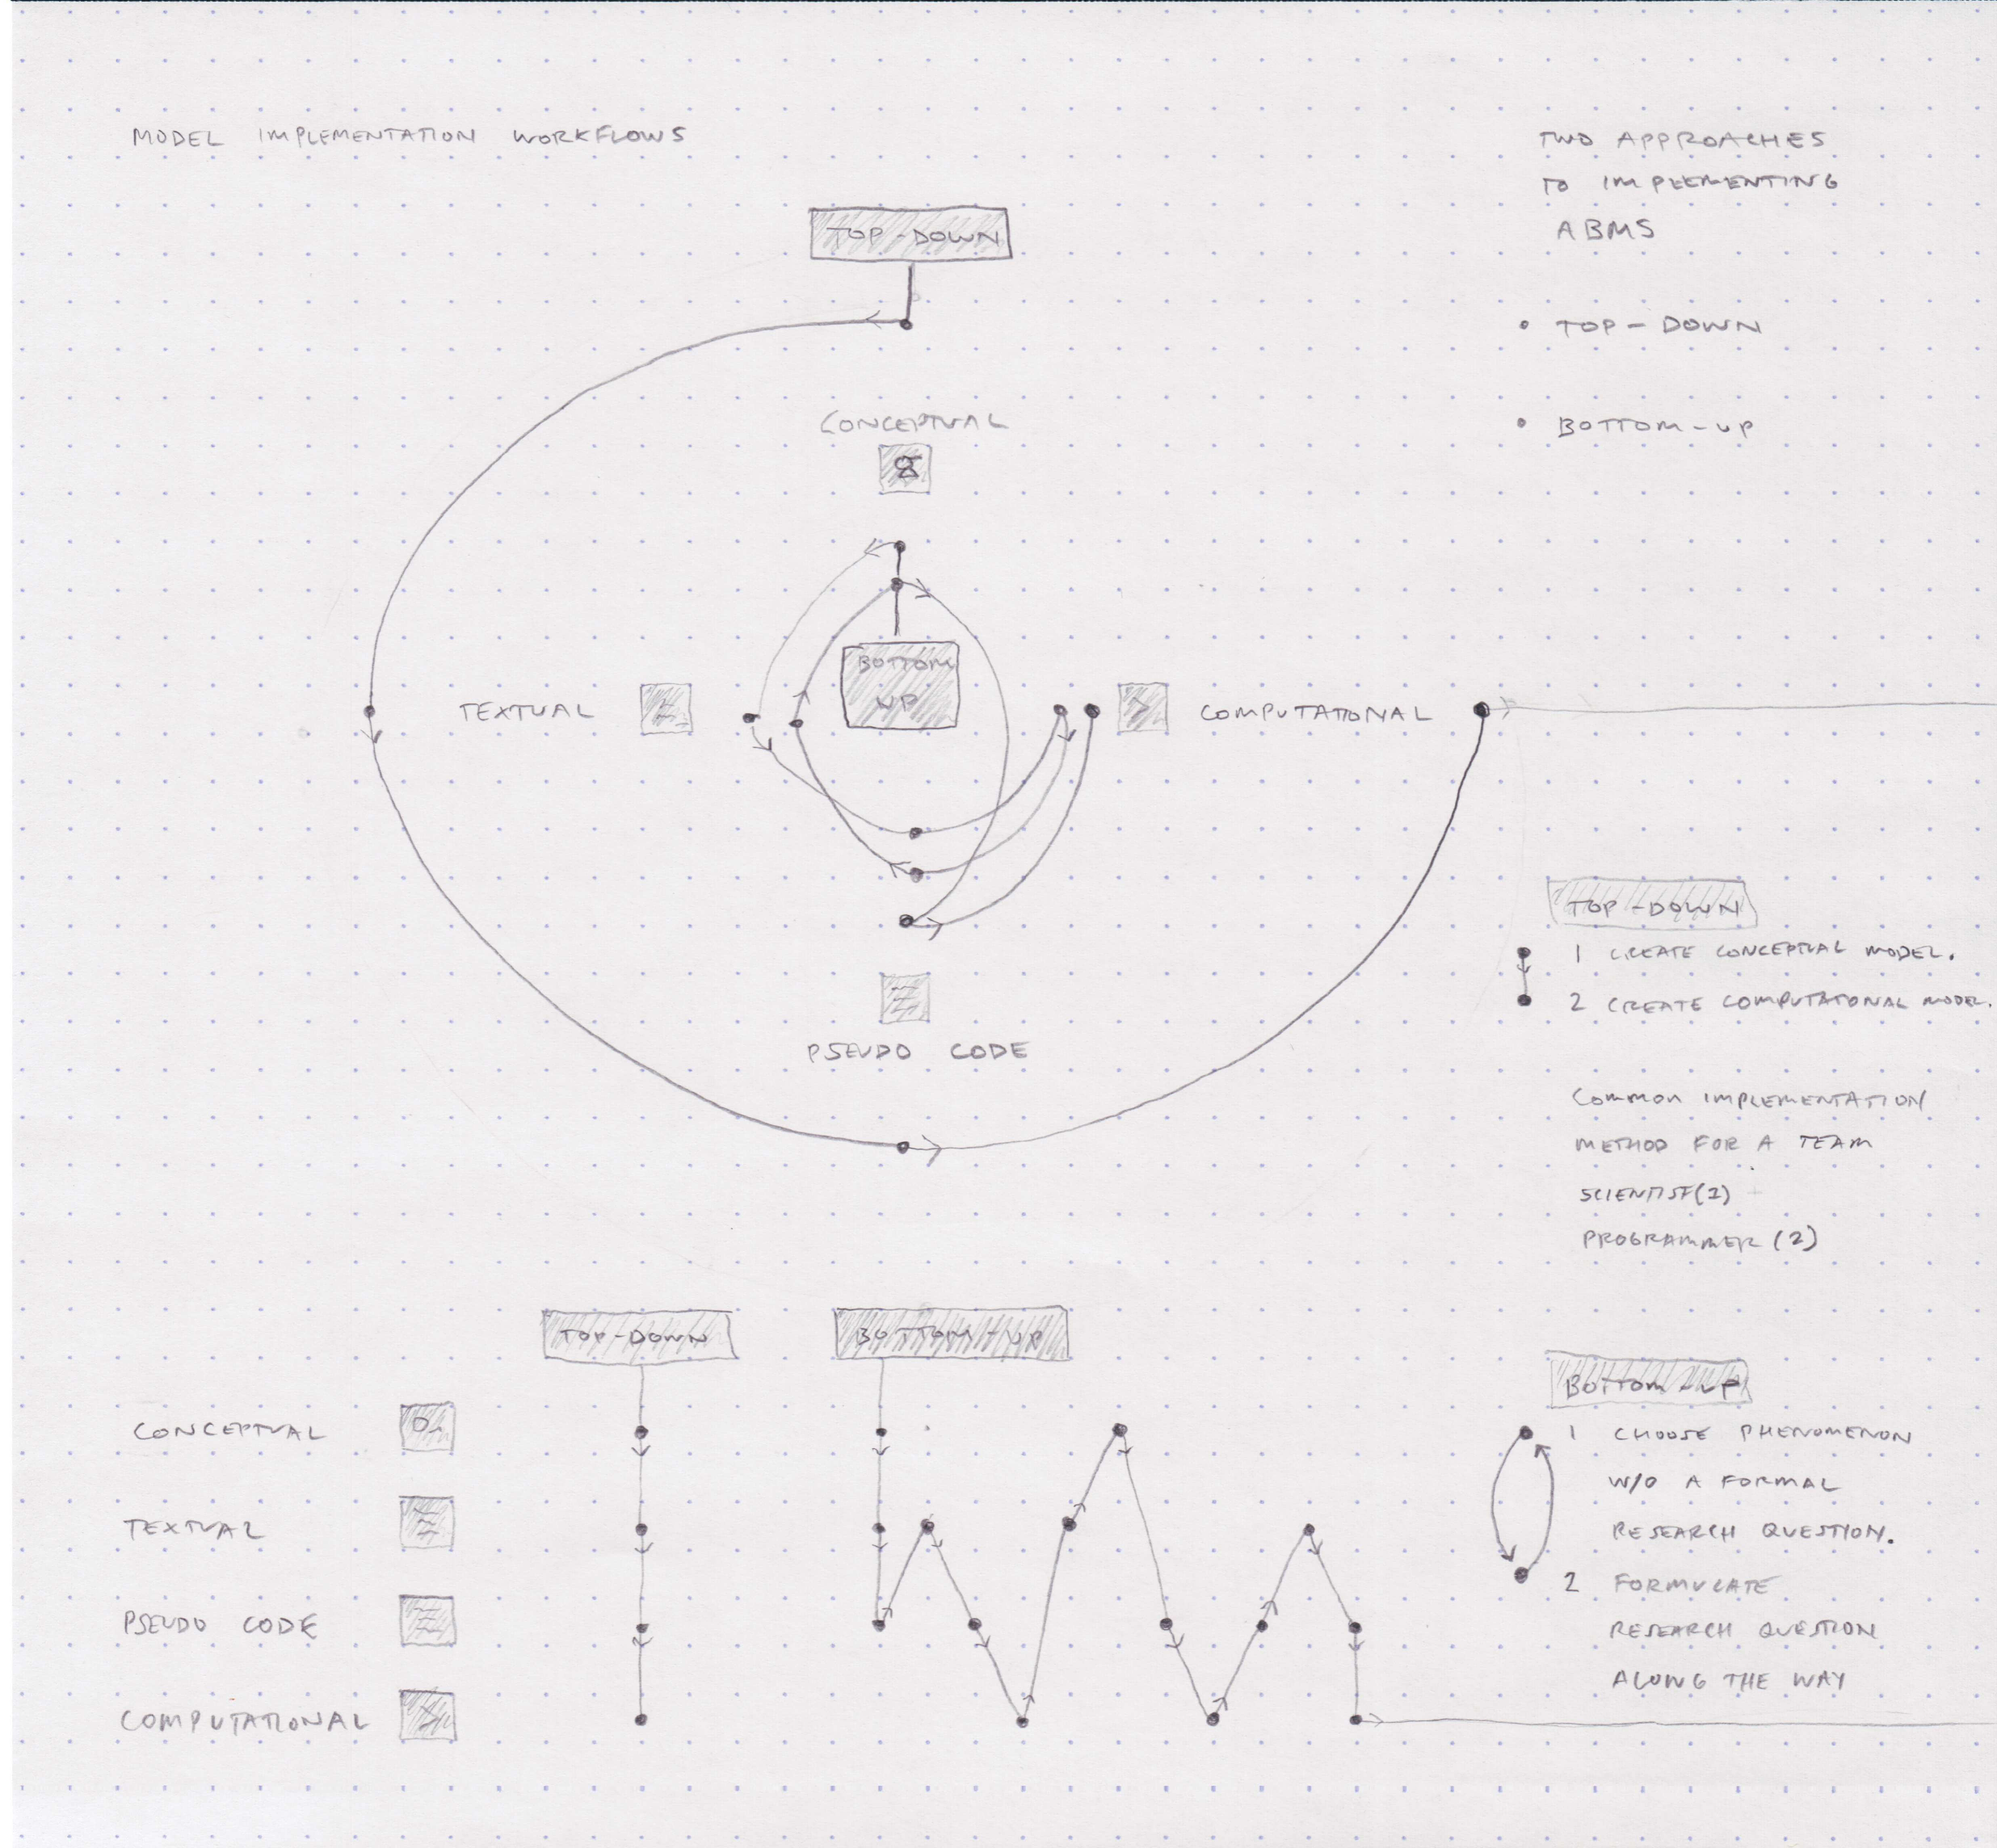 MODEL IMPLEMENTATION WORKFLOWS
TWO APPROACHES
TO IMPLEMENTING
ABMS
• TOP-DOWN
• BOTTOM-UP
TOP-DOWN
CONCEPTUAL
BOTTOM
UP
TEXTUAL
COMPUTATIONAL
PSEUDO CODE
TOP-DOWN
1 CREATE CONCEPTUAL MODEL.
2 CREATE COMPUTATIONAL MODEL.
COMMON IMPLEMENTATION
METHOD FOR A TEAM
SCIENTIST(1)
PROGRAMMER(2)
TOP-DOWN
BOTTOM-UP
CONCEPTUAL
TEXTUAL
PSEUDO CODE
COMPUTATIONAL
BOTTOM-UP
1 CHOOSE PHENOMENON
W/O A FORMAL
RESEARCH QUESTION.
2 FORMULATE
RESEARCH QUESTION
ALONG THE WAY